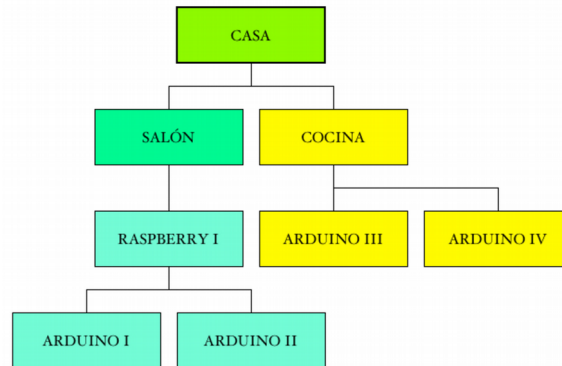 CASA
SALÓN
COCINA
RASPBERRY I
ARDUINO III
ARDUINO IV
ARDUINO I
ARDUINO II